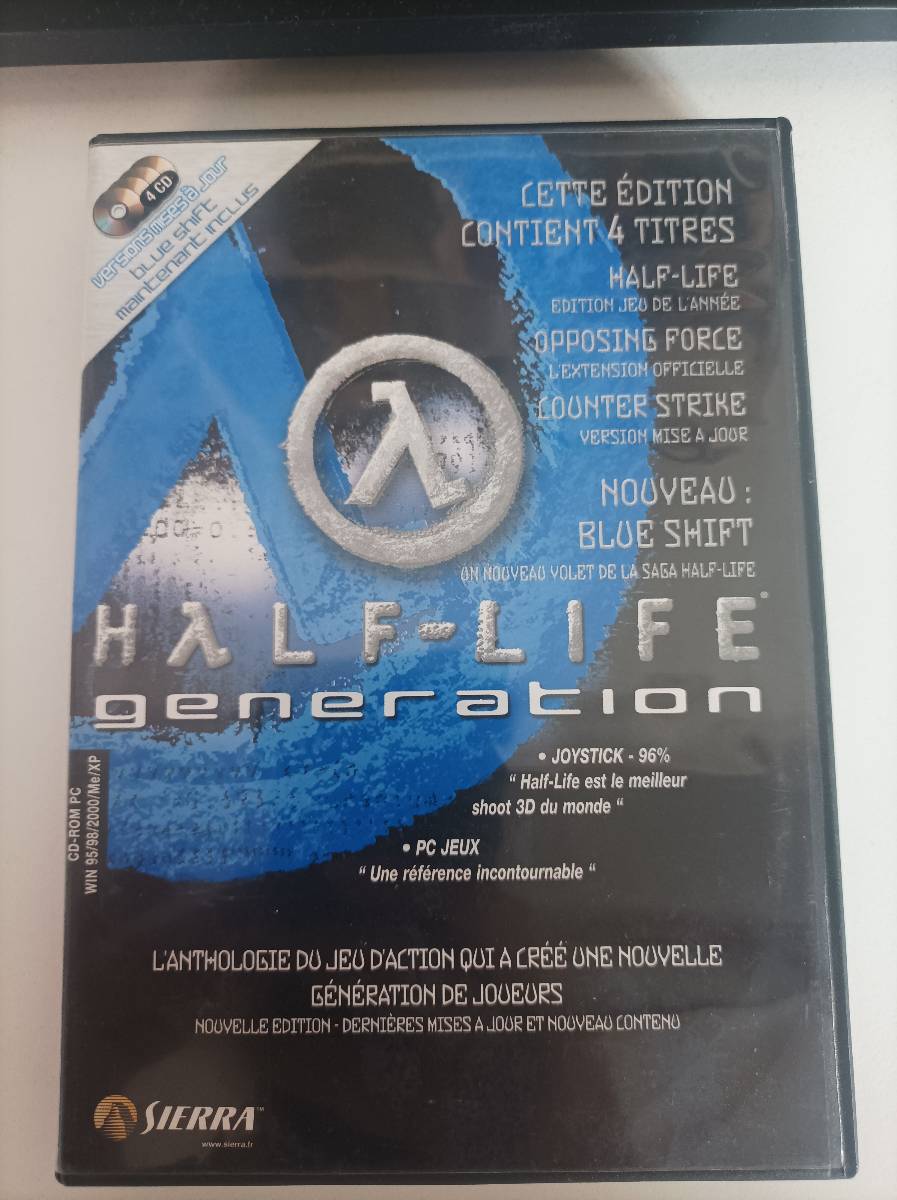 4 CD
versions mises à jour
blue shift
maintenant inclus
CETTE ÉDITION
CONTIENT 4 TITRES
HALF-LIFE
EDITION JEU DE L'ANNÉE
OPPOSING FORCE
L'EXTENSION OFFICIELLE
COUNTER STRIKE
VERSION MISE A JOUR
NOUVEAU :
BLUE SHIFT
UN NOUVEAU VOLET DE LA SAGA HALF-LIFE
HλLF-LIFE®
generation
• JOYSTICK - 96%
“ Half-Life est le meilleur
shoot 3D du monde “
• PC JEUX
“ Une référence incontournable “
CD-ROM PC
WIN 95/98/2000/Me/XP
L'ANTHOLOGIE DU JEU D'ACTION QUI A CRÉÉ UNE NOUVELLE
GÉNÉRATION DE JOUEURS
NOUVELLE EDITION - DERNIÈRES MISES A JOUR ET NOUVEAU CONTENU
SIERRA™
www.sierra.fr